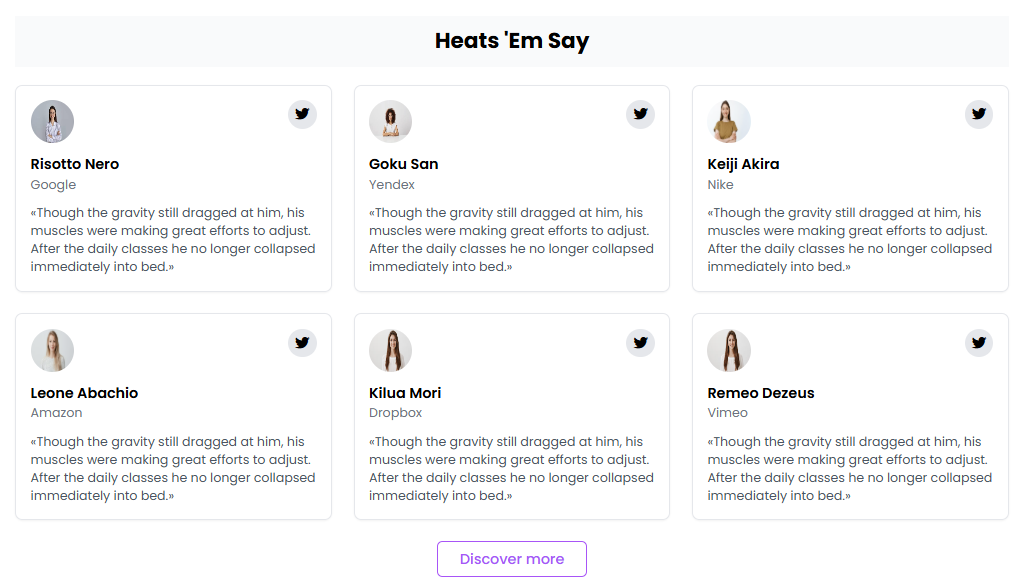 Heats 'Em Say
Risotto Nero
Google
«Though the gravity still dragged at him, his
muscles were making great efforts to adjust.
After the daily classes he no longer collapsed
immediately into bed.»
Goku San
Yendex
«Though the gravity still dragged at him, his
muscles were making great efforts to adjust.
After the daily classes he no longer collapsed
immediately into bed.»
Keiji Akira
Nike
«Though the gravity still dragged at him, his
muscles were making great efforts to adjust.
After the daily classes he no longer collapsed
immediately into bed.»
Leone Abachio
Amazon
«Though the gravity still dragged at him, his
muscles were making great efforts to adjust.
After the daily classes he no longer collapsed
immediately into bed.»
Kilua Mori
Dropbox
«Though the gravity still dragged at him, his
muscles were making great efforts to adjust.
After the daily classes he no longer collapsed
immediately into bed.»
Remeo Dezeus
Vimeo
«Though the gravity still dragged at him, his
muscles were making great efforts to adjust.
After the daily classes he no longer collapsed
immediately into bed.»
Discover more